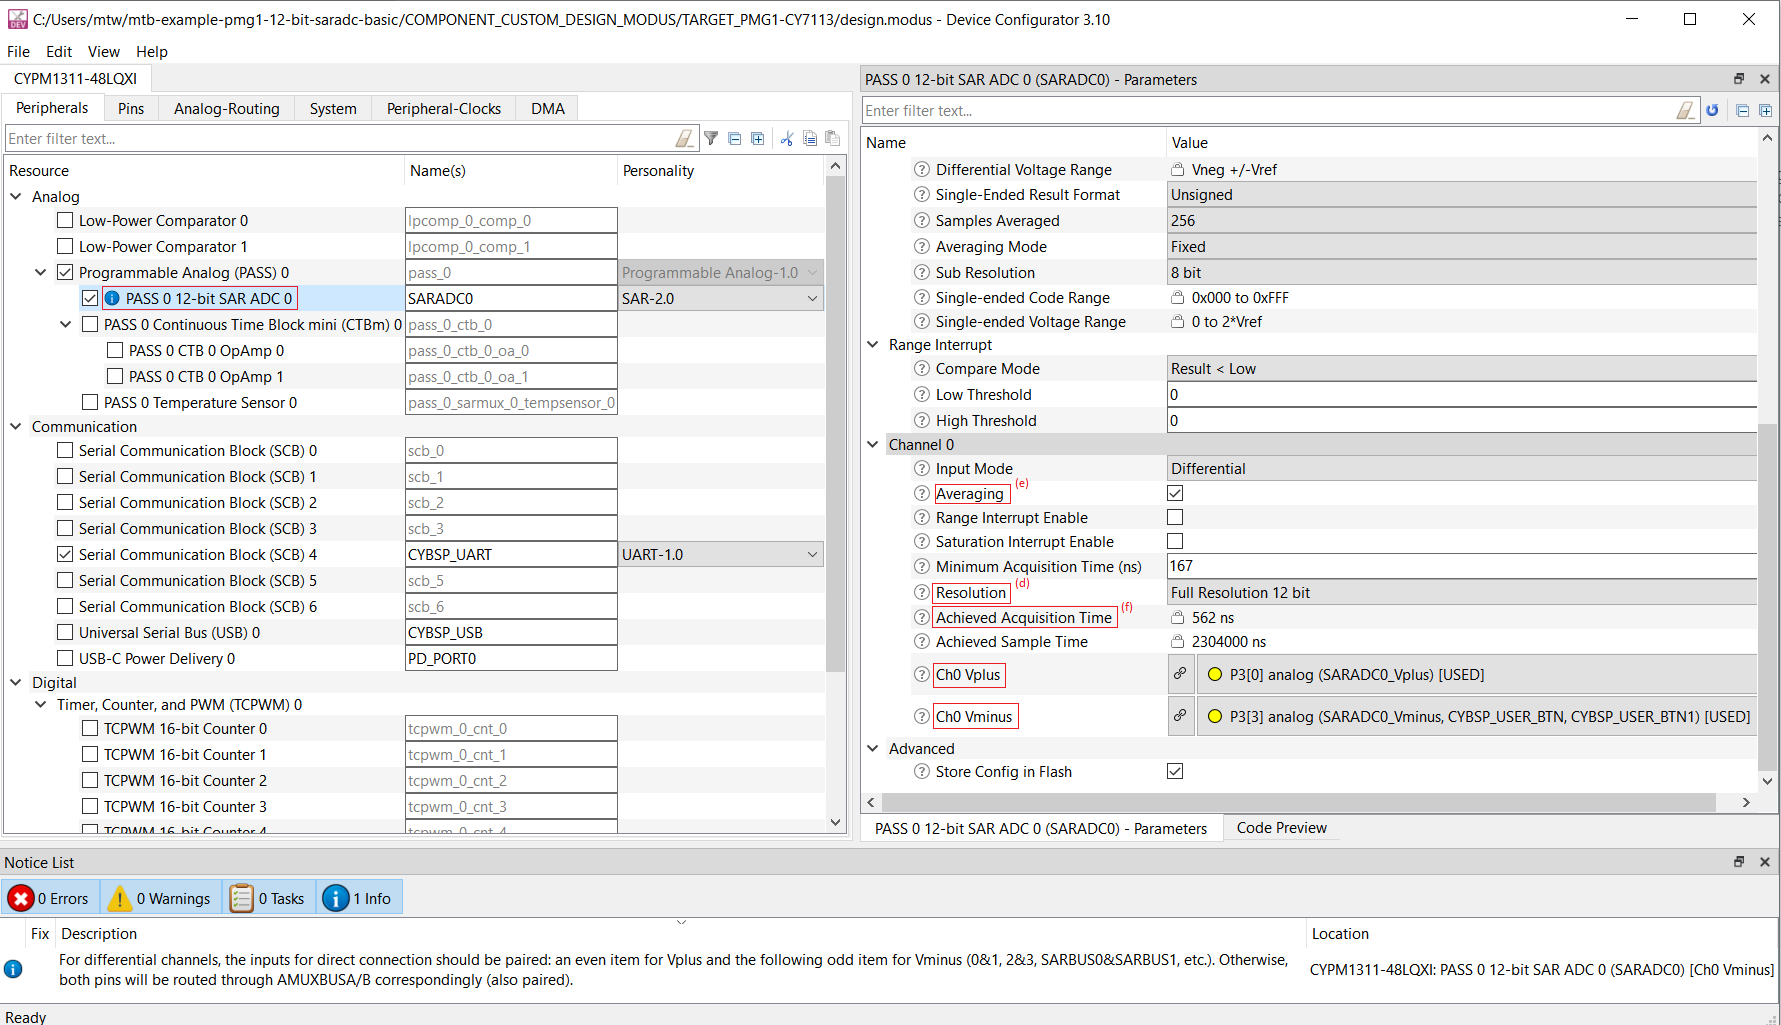 C:/Users/mtw/mtb-example-pmg1-12-bit-saradc-basic/COMPONENT_CUSTOM_DESIGN_MODUS/TARGET_PMG1-CY7113/design.modus - Device Configurator 3.10
File Edit View Help
CYPM1311-48LQXI
Peripherals Pins Analog-Routing System Peripheral-Clocks DMA
Enter filter text...
Resource Name(s) Personality
Analog
Low-Power Comparator 0 lpcomp_0_comp_0
Low-Power Comparator 1 lpcomp_0_comp_1
Programmable Analog (PASS) 0 pass_0 Programmable Analog-1.0
PASS 0 12-bit SAR ADC 0 SARADC0 SAR-2.0
PASS 0 Continuous Time Block mini (CTBm) 0 pass_0_ctb_0
PASS 0 CTB 0 OpAmp 0 pass_0_ctb_0_oa_0
PASS 0 CTB 0 OpAmp 1 pass_0_ctb_0_oa_1
PASS 0 Temperature Sensor 0 pass_0_sarmux_0_tempsensor_0
Communication
Serial Communication Block (SCB) 0 scb_0
Serial Communication Block (SCB) 1 scb_1
Serial Communication Block (SCB) 2 scb_2
Serial Communication Block (SCB) 3 scb_3
Serial Communication Block (SCB) 4 CYBSP_UART UART-1.0
Serial Communication Block (SCB) 5 scb_5
Serial Communication Block (SCB) 6 scb_6
Universal Serial Bus (USB) 0 CYBSP_USB
USB-C Power Delivery 0 PD_PORT0
Digital
Timer, Counter, and PWM (TCPWM) 0
TCPWM 16-bit Counter 0 tcpwm_0_cnt_0
TCPWM 16-bit Counter 1 tcpwm_0_cnt_1
TCPWM 16-bit Counter 2 tcpwm_0_cnt_2
TCPWM 16-bit Counter 3 tcpwm_0_cnt_3
TCPWM 16-bit Counter 4 tcpwm_0_cnt_4
PASS 0 12-bit SAR ADC 0 (SARADC0) - Parameters
Enter filter text...
Name Value
Differential Voltage Range Vneg +/-Vref
Single-Ended Result Format Unsigned
Samples Averaged 256
Averaging Mode Fixed
Sub Resolution 8 bit
Single-ended Code Range 0x000 to 0xFFF
Single-ended Voltage Range 0 to 2*Vref
Range Interrupt
Compare Mode Result < Low
Low Threshold 0
High Threshold 0
Channel 0
Input Mode Differential
Averaging (e)
Range Interrupt Enable
Saturation Interrupt Enable
Minimum Acquisition Time (ns) 167
Resolution (d) Full Resolution 12 bit
Achieved Acquisition Time (f) 562 ns
Achieved Sample Time 2304000 ns
Ch0 Vplus P3[0] analog (SARADC0_Vplus) [USED]
Ch0 Vminus P3[3] analog (SARADC0_Vminus, CYBSP_USER_BTN, CYBSP_USER_BTN1) [USED]
Advanced
Store Config in Flash
PASS 0 12-bit SAR ADC 0 (SARADC0) - Parameters Code Preview
Notice List
0 Errors 0 Warnings 0 Tasks 1 Info
Fix Description Location
For differential channels, the inputs for direct connection should be paired: an even item for Vplus and the following odd item for Vminus (0&1, 2&3, SARBUS0&SARBUS1, etc.). Otherwise,
both pins will be routed through AMUXBUSA/B correspondingly (also paired).
CYPM1311-48LQXI: PASS 0 12-bit SAR ADC 0 (SARADC0) [Ch0 Vminus]
Ready